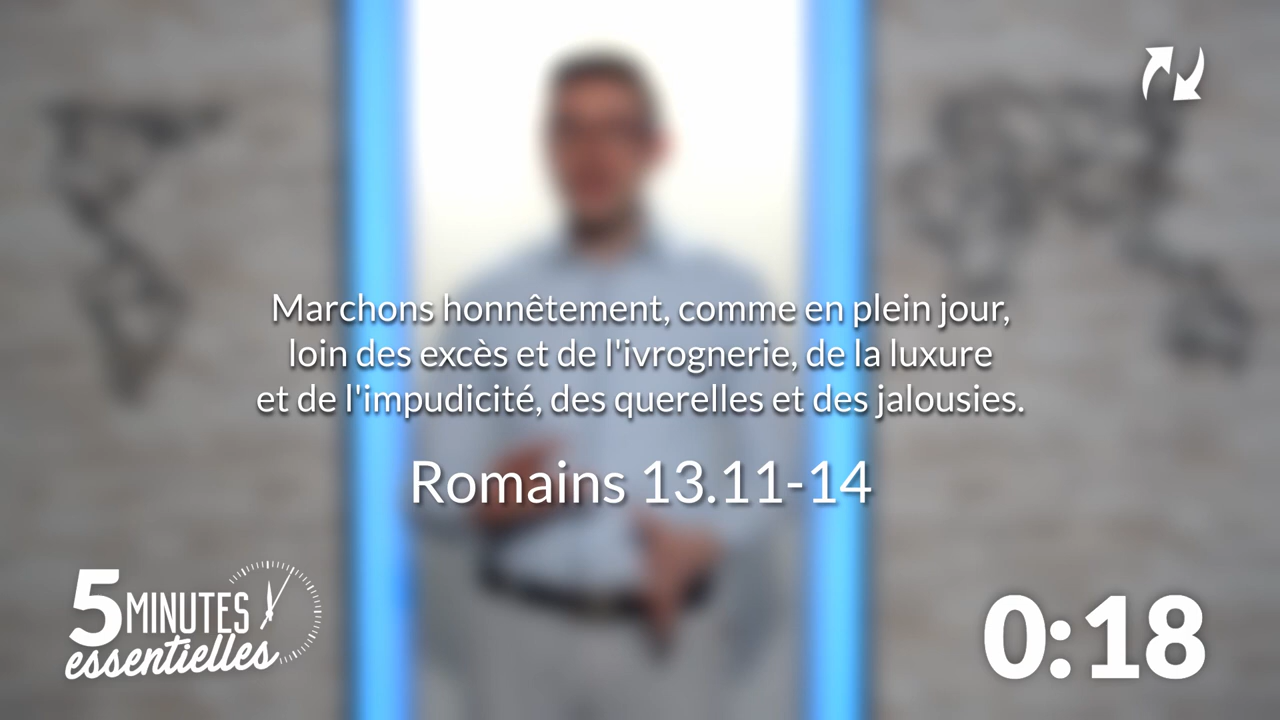 Marchons honnêtement, comme en plein jour,
loin des excès et de l'ivrognerie, de la luxure
et de l'impudicité, des querelles et des jalousies.
Romains 13.11-14
5 MINUTES
essentielles
0:18